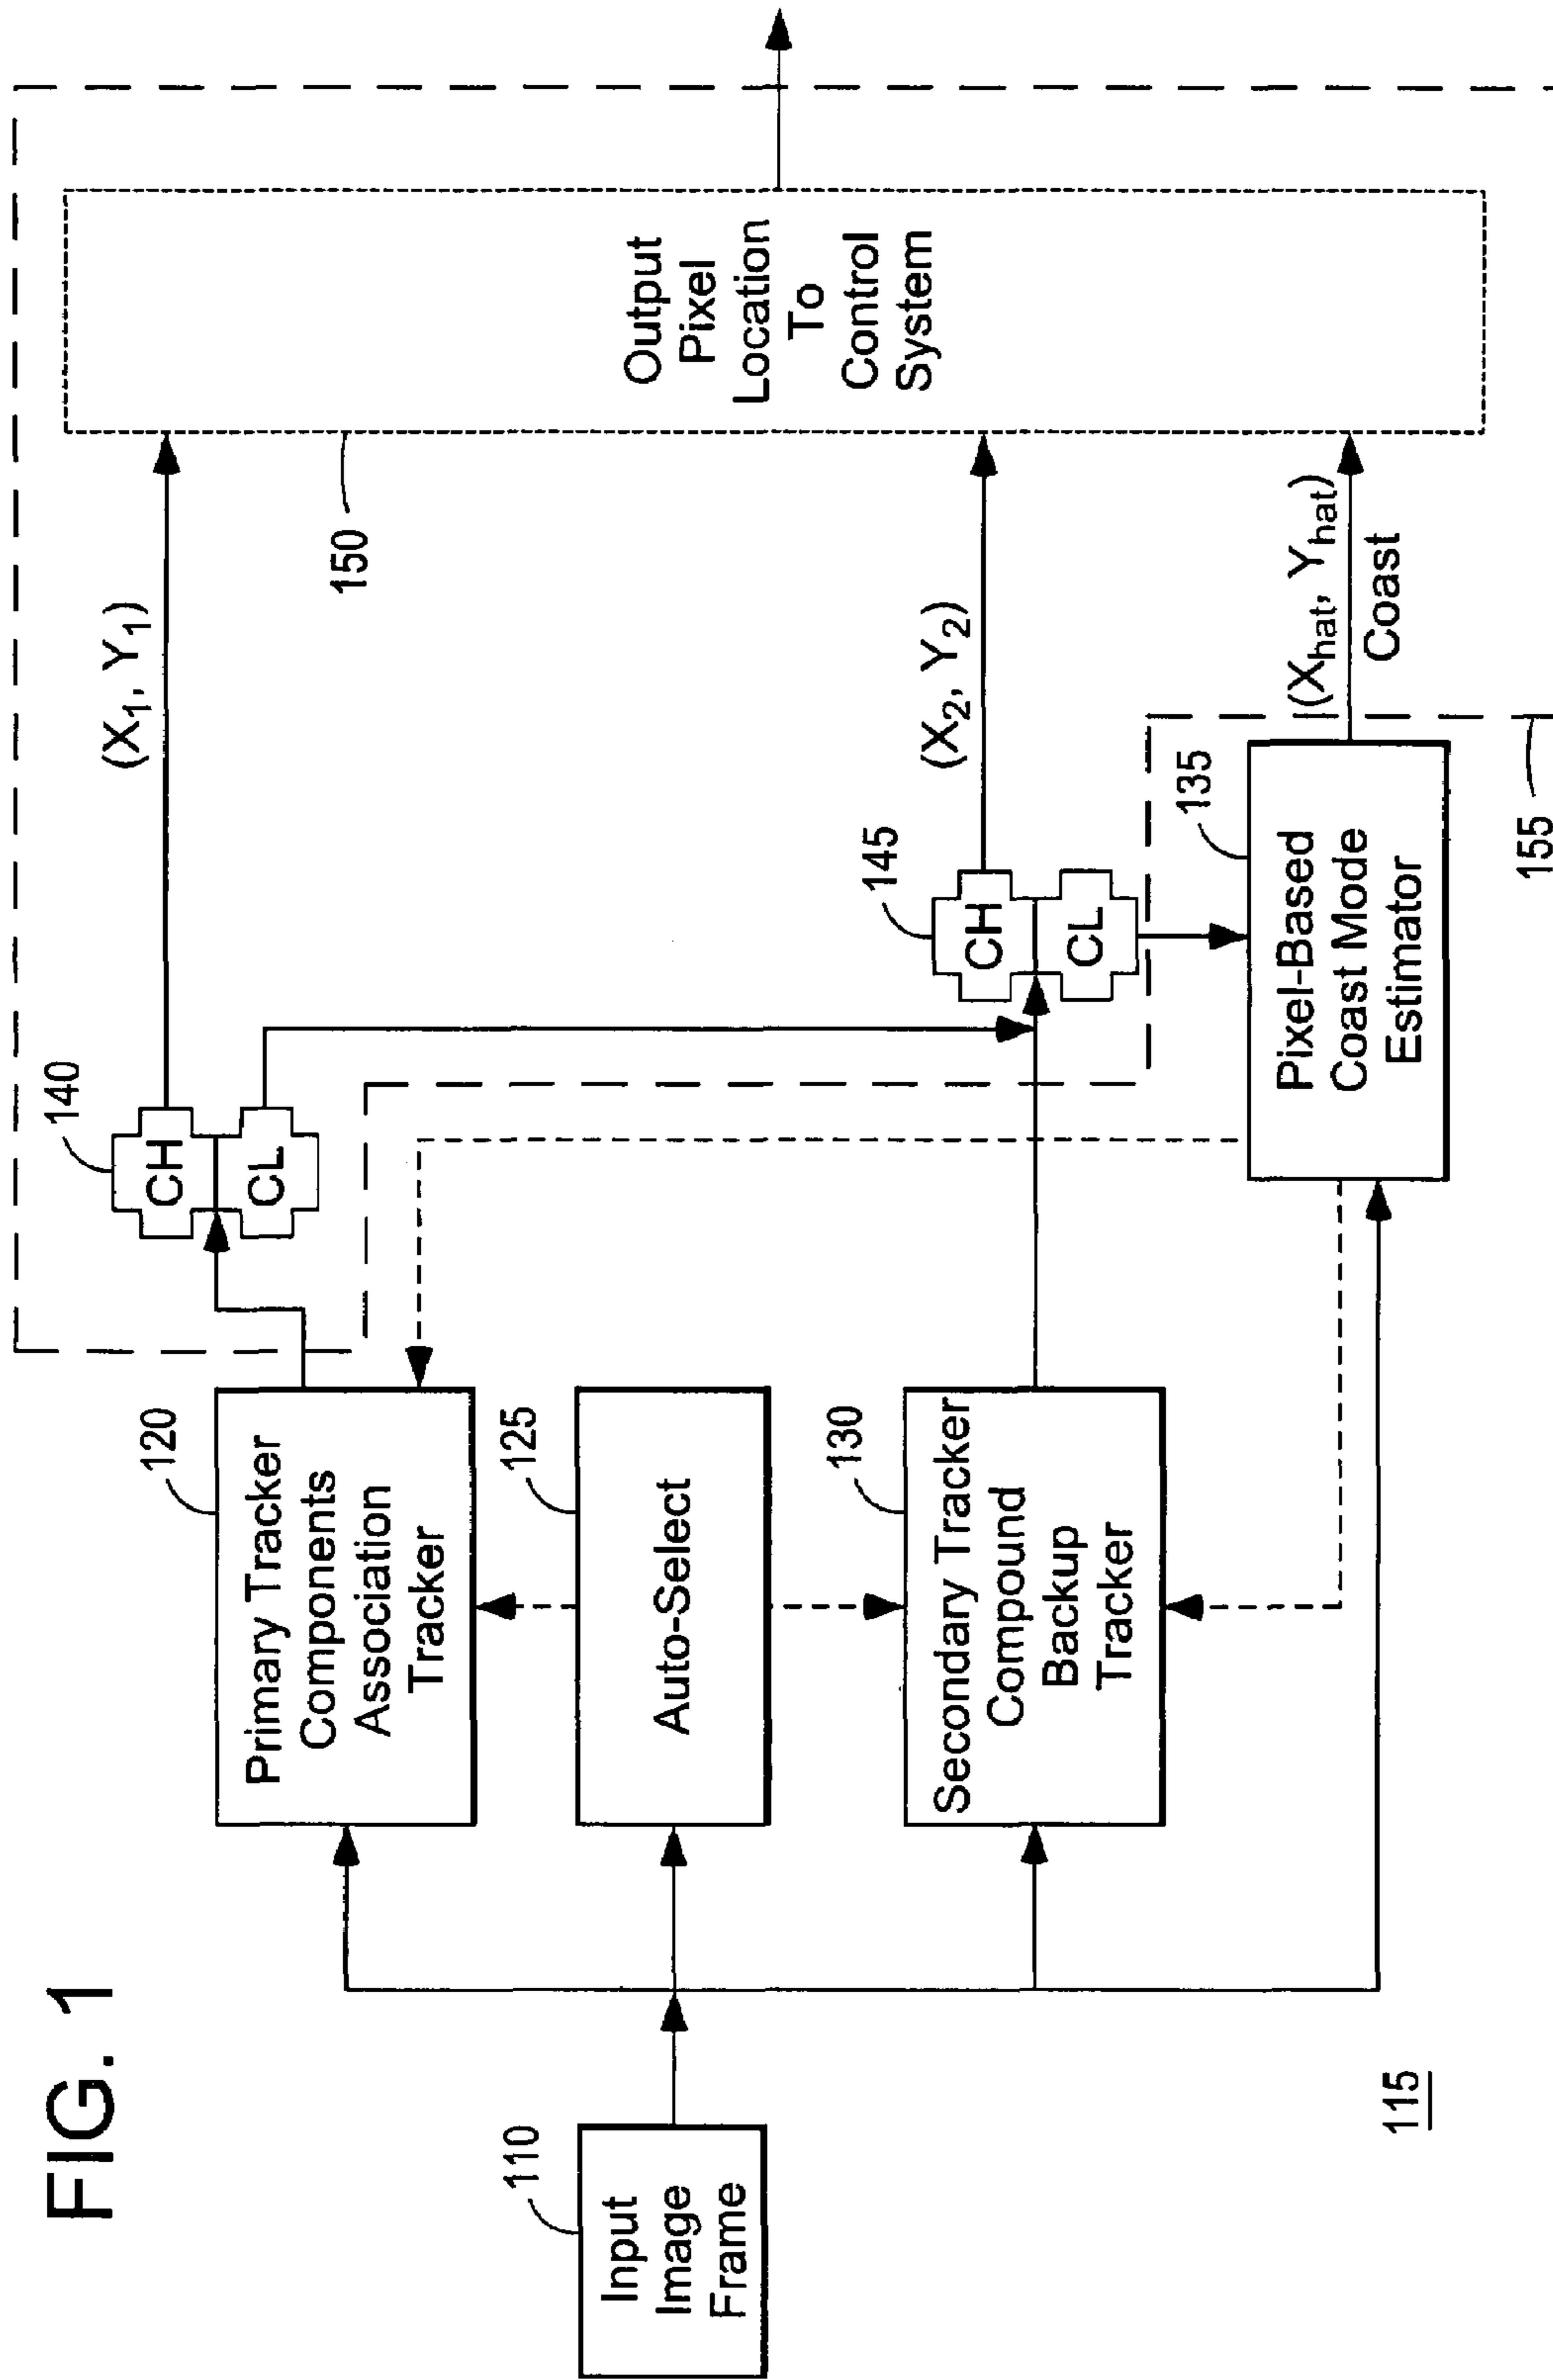 FIG. 1
110
Input
Image
Frame
115
120
Primary Tracker
Components
Association
Tracker
125
Auto-Select
130
Secondary Tracker
Compound
Backup
Tracker
135
Pixel-Based
Coast Mode
Estimator
140
CH
CL
145
CH
CL
(X1, Y1)
(X2, Y2)
(Xhat, Yhat)
Coast
150
Output
Pixel
Location
To
Control
System
155